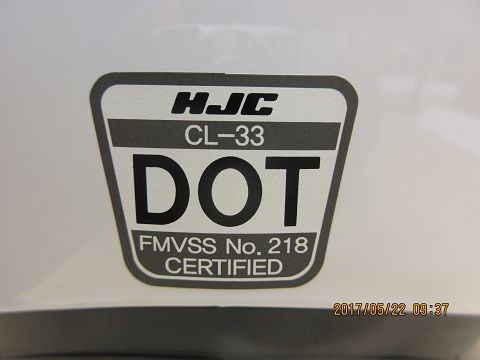 HJC
CL-33
DOT
FMVSS No. 218
CERTIFIED
2017/05/22 09:37